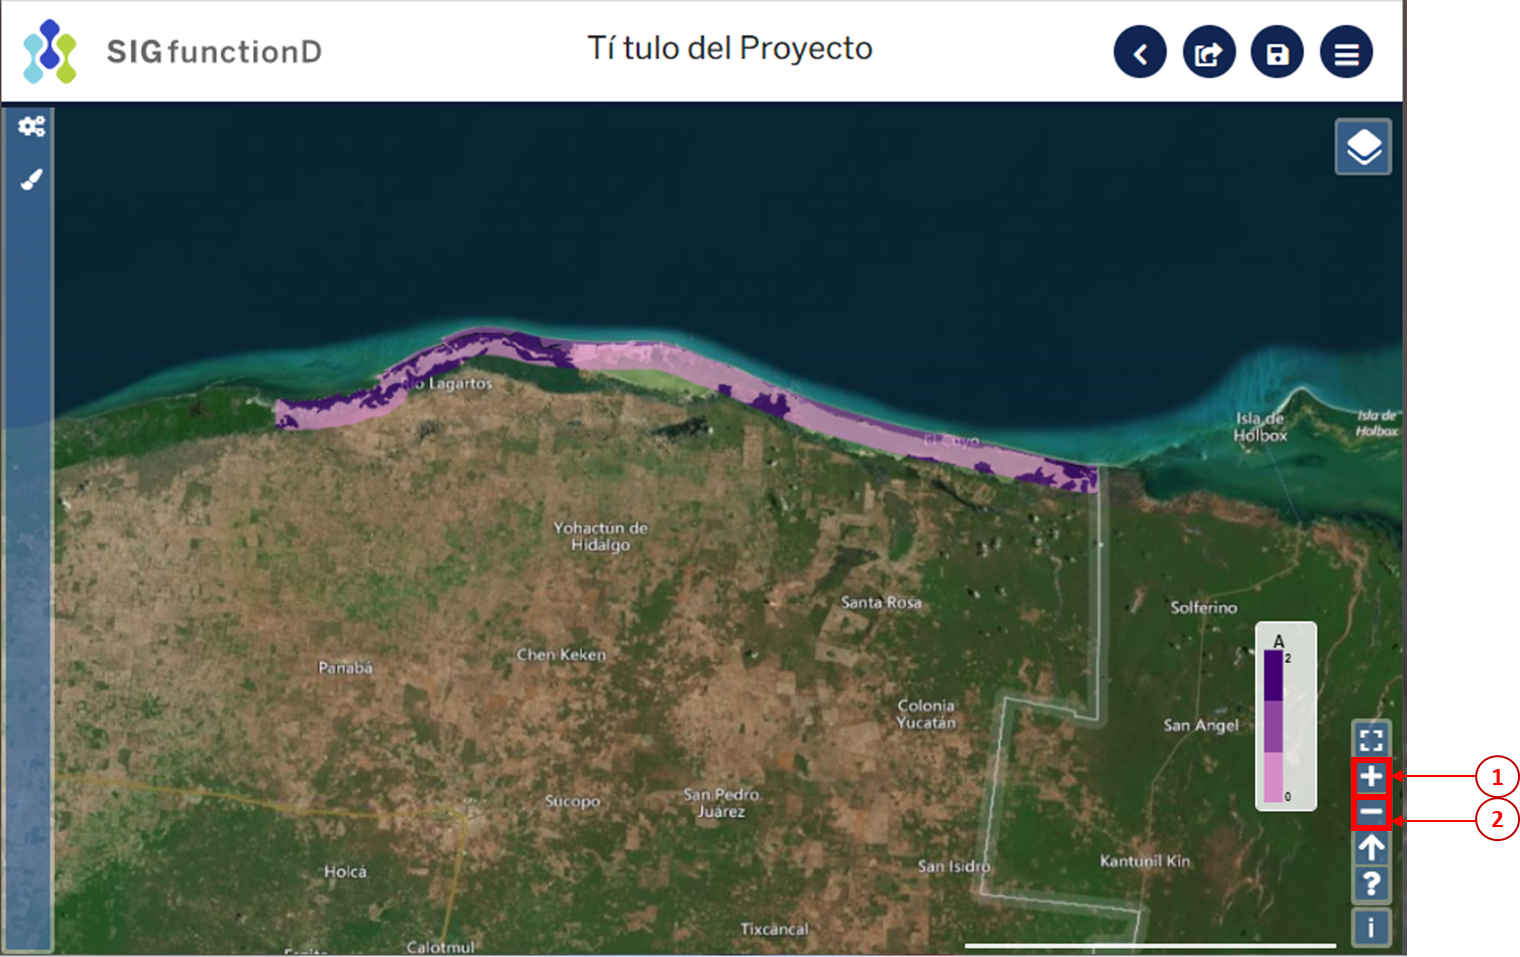 SIGfunctionD
Tí tulo del Proyecto
Río Lagartos
El Cuyo
Isla de
Holbox
Isla de
Holbox
Yohactún de
Hidalgo
Santa Rosa
Solferino
A
2
0
Chen Keken
Panabá
Colonia
Yucatán
San Angel
1
Sucopo
San Pedro
Juárez
2
Holcá
San Isidro
Kantunil Kin
?
i
Tixcáncal
Calotmul